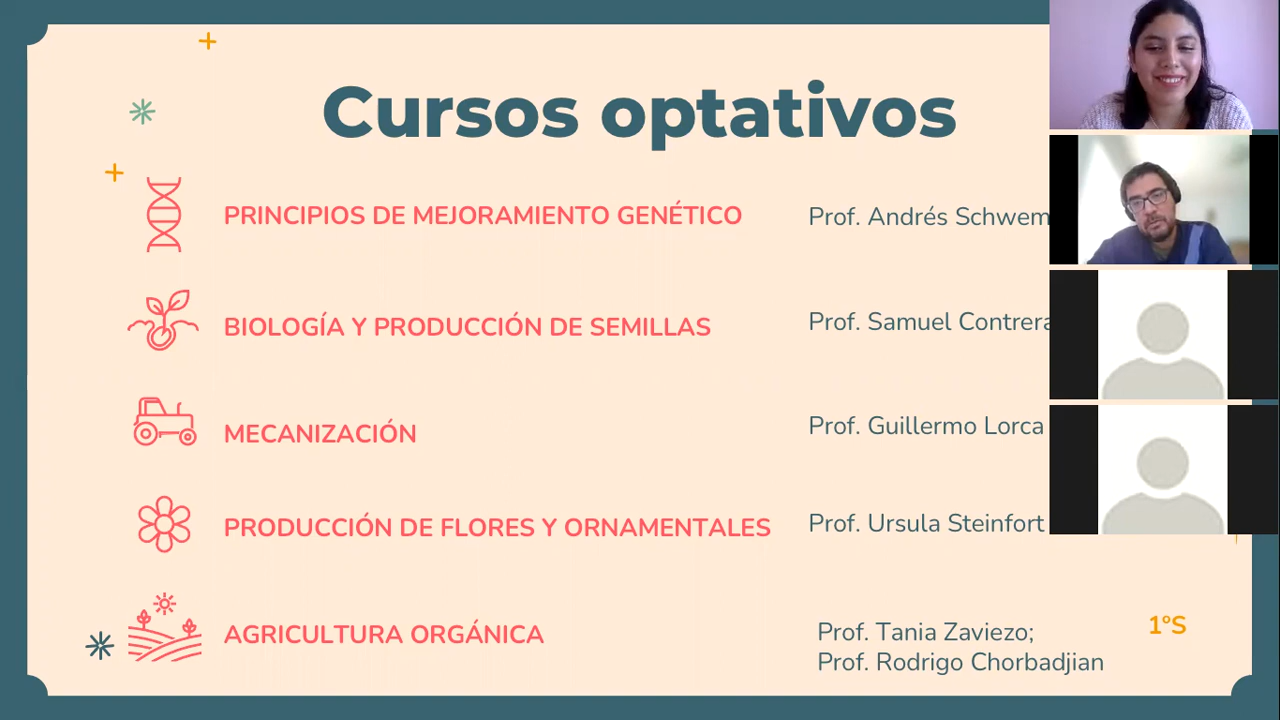 Cursos optativos
PRINCIPIOS DE MEJORAMIENTO GENÉTICO Prof. Andrés
BIOLOGÍA Y PRODUCCIÓN DE SEMILLAS Prof. Samuel
MECANIZACIÓN Prof. Guillermo Lorca
PRODUCCIÓN DE FLORES Y ORNAMENTALES Prof. Ursula Steinfort
AGRICULTURA ORGÁNICA Prof. Tania Zaviezo; 1°S
Prof. Rodrigo Chorbadjian